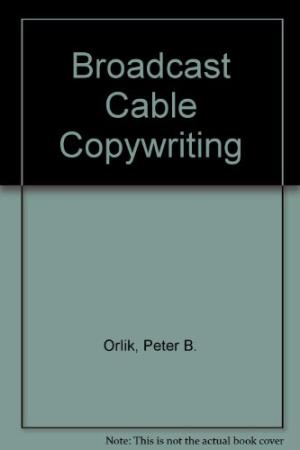 Broadcast
Cable
Copywriting
Orlik, Peter B.
Note: This is not the actual book cover